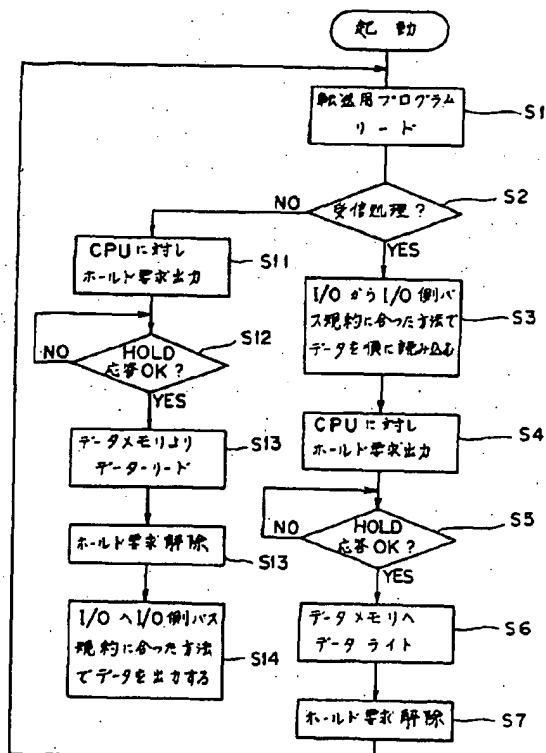 起動
転送用プログラム
リード
S1
受信処理?
S2
NO
YES
CPUに対し
ホールド要求出力
S11
I/OからI/O側バ
ス規約に合った方法で
データを順に読み込む
S3
HOLD
応答OK?
S12
NO
YES
CPUに対し
ホールド要求出力
S4
データメモリより
データーリード
S13
HOLD
応答OK?
S5
NO
YES
ホールド要求解除
S13
データメモリへ
データライト
S6
I/OへI/O側バス
規約に合った方法
でデータを出力する
S14
ホールド要求解除
S7